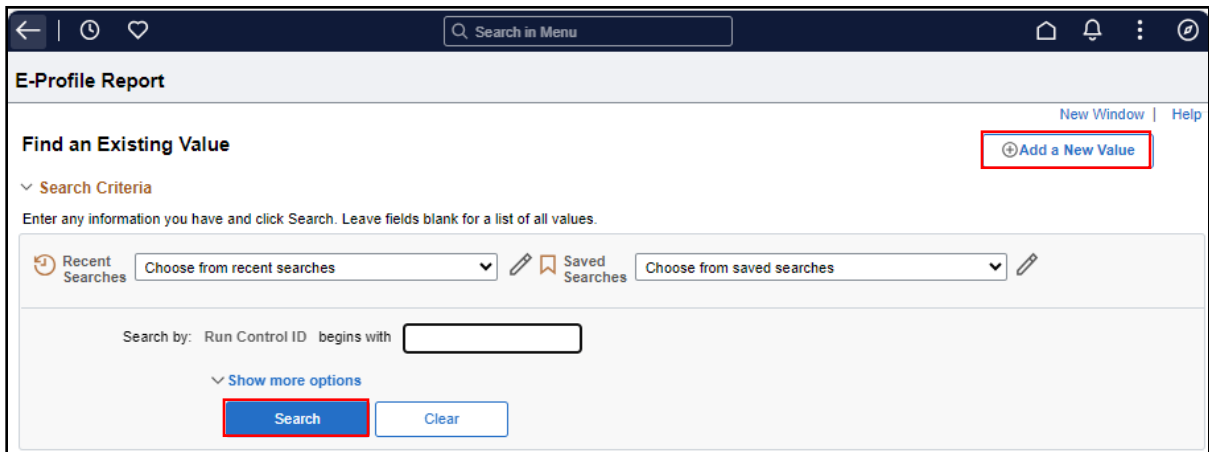 Search in Menu
E-Profile Report
New Window | Help
Find an Existing Value
Add a New Value
Search Criteria
Enter any information you have and click Search. Leave fields blank for a list of all values.
Recent Searches
Choose from recent searches
Saved Searches
Choose from saved searches
Search by: Run Control ID begins with
Show more options
Search
Clear